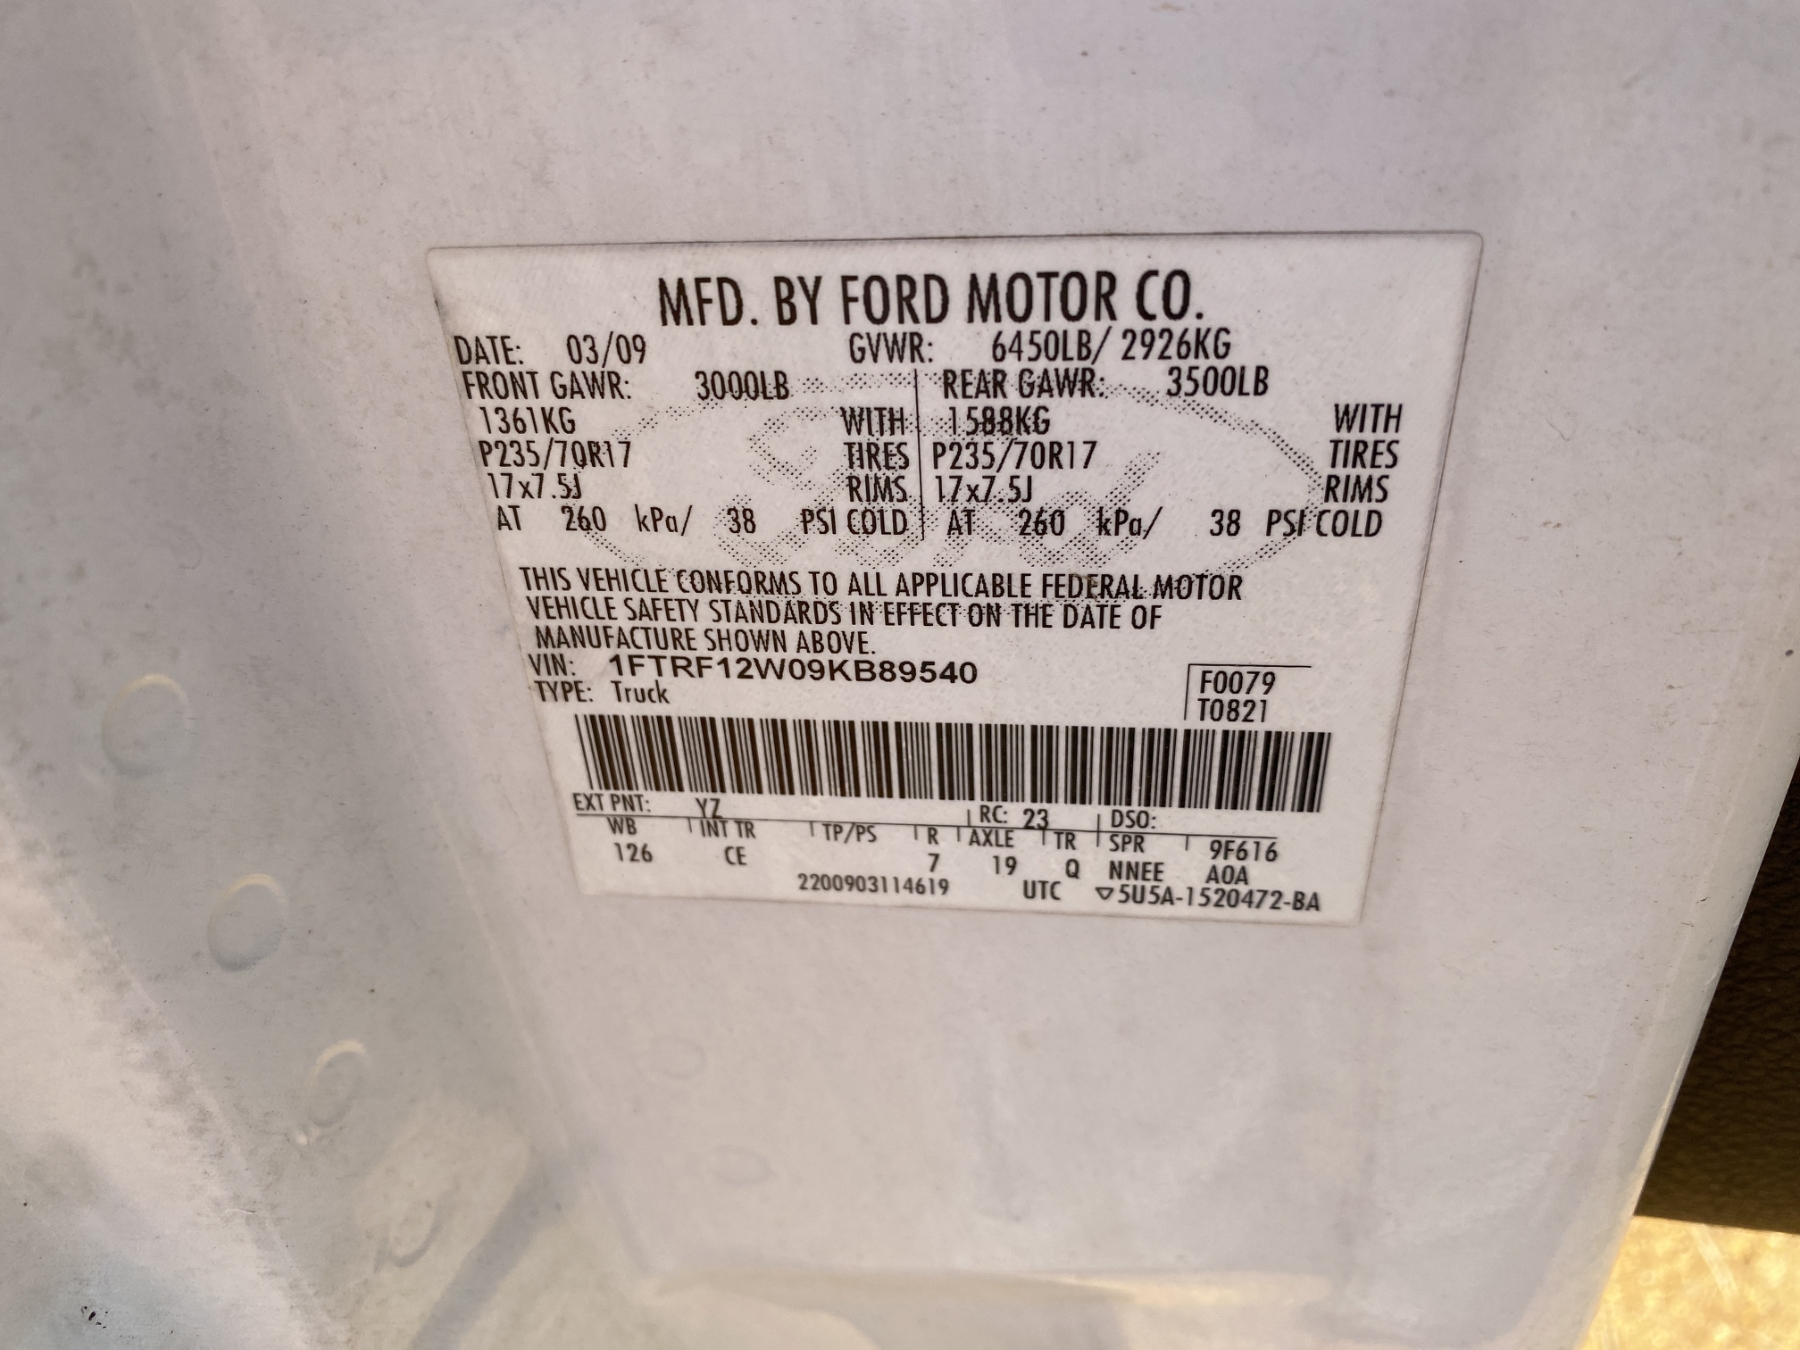 MFD. BY FORD MOTOR CO.
DATE: 03/09 GVWR: 6450LB/ 2926KG
FRONT GAWR: 3000LB REAR GAWR: 3500LB
1361KG WITH 1588KG WITH
P235/70R17 TIRES P235/70R17 TIRES
17x7.5J RIMS 17x7.5J RIMS
AT 260 kPa/ 38 PSI COLD AT 260 kPa/ 38 PSI COLD
THIS VEHICLE CONFORMS TO ALL APPLICABLE FEDERAL MOTOR
VEHICLE SAFETY STANDARDS IN EFFECT ON THE DATE OF
MANUFACTURE SHOWN ABOVE.
VIN: 1FTRF12W09KB89540
TYPE: Truck
F0079
T0821
EXT PNT: YZ RC: 23 DSO:
WB INT TR TP/PS R AXLE TR SPR 9F616
126 CE 7 19 Q NNEE A0A
2200903114619 UTC ▽5U5A-1520472-BA